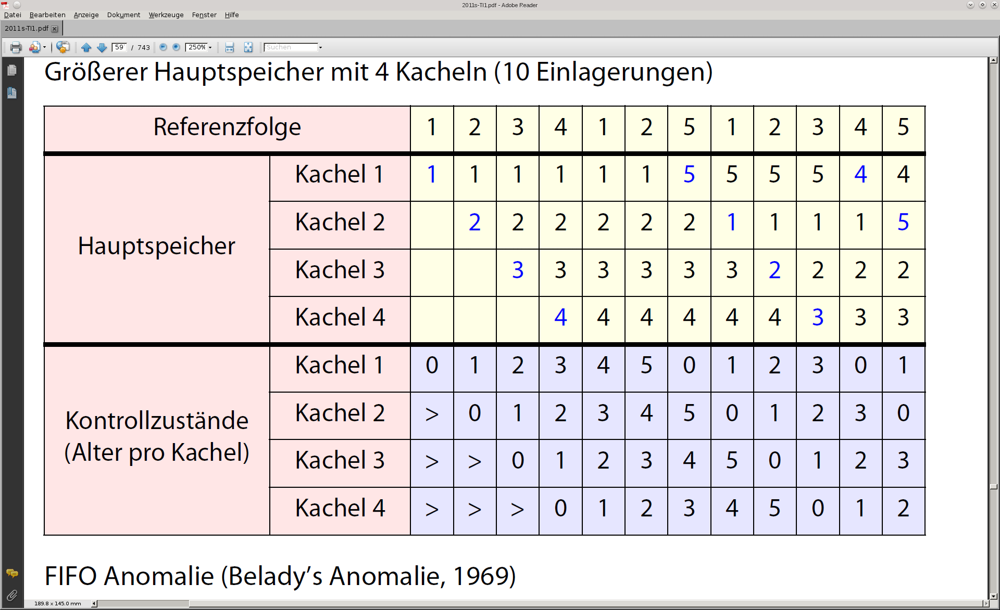 2011s-TI1.pdf - Adobe Reader
Datei Bearbeiten Anzeige Dokument Werkzeuge Fenster Hilfe
2011s-TI1.pdf
59 / 743 250% Suchen
Größerer Hauptspeicher mit 4 Kacheln (10 Einlagerungen)
Referenzfolge 1 2 3 4 1 2 5 1 2 3 4 5
Hauptspeicher
Kachel 1 1 1 1 1 1 1 5 5 5 5 4 4
Kachel 2 2 2 2 2 2 2 1 1 1 1 5
Kachel 3 3 3 3 3 3 3 2 2 2 2
Kachel 4 4 4 4 4 4 4 3 3 3
Kontrollzustände
(Alter pro Kachel)
Kachel 1 0 1 2 3 4 5 0 1 2 3 0 1
Kachel 2 > 0 1 2 3 4 5 0 1 2 3 0
Kachel 3 > > 0 1 2 3 4 5 0 1 2 3
Kachel 4 > > > 0 1 2 3 4 5 0 1 2
FIFO Anomalie (Belady’s Anomalie, 1969)
189.8 x 145.0 mm